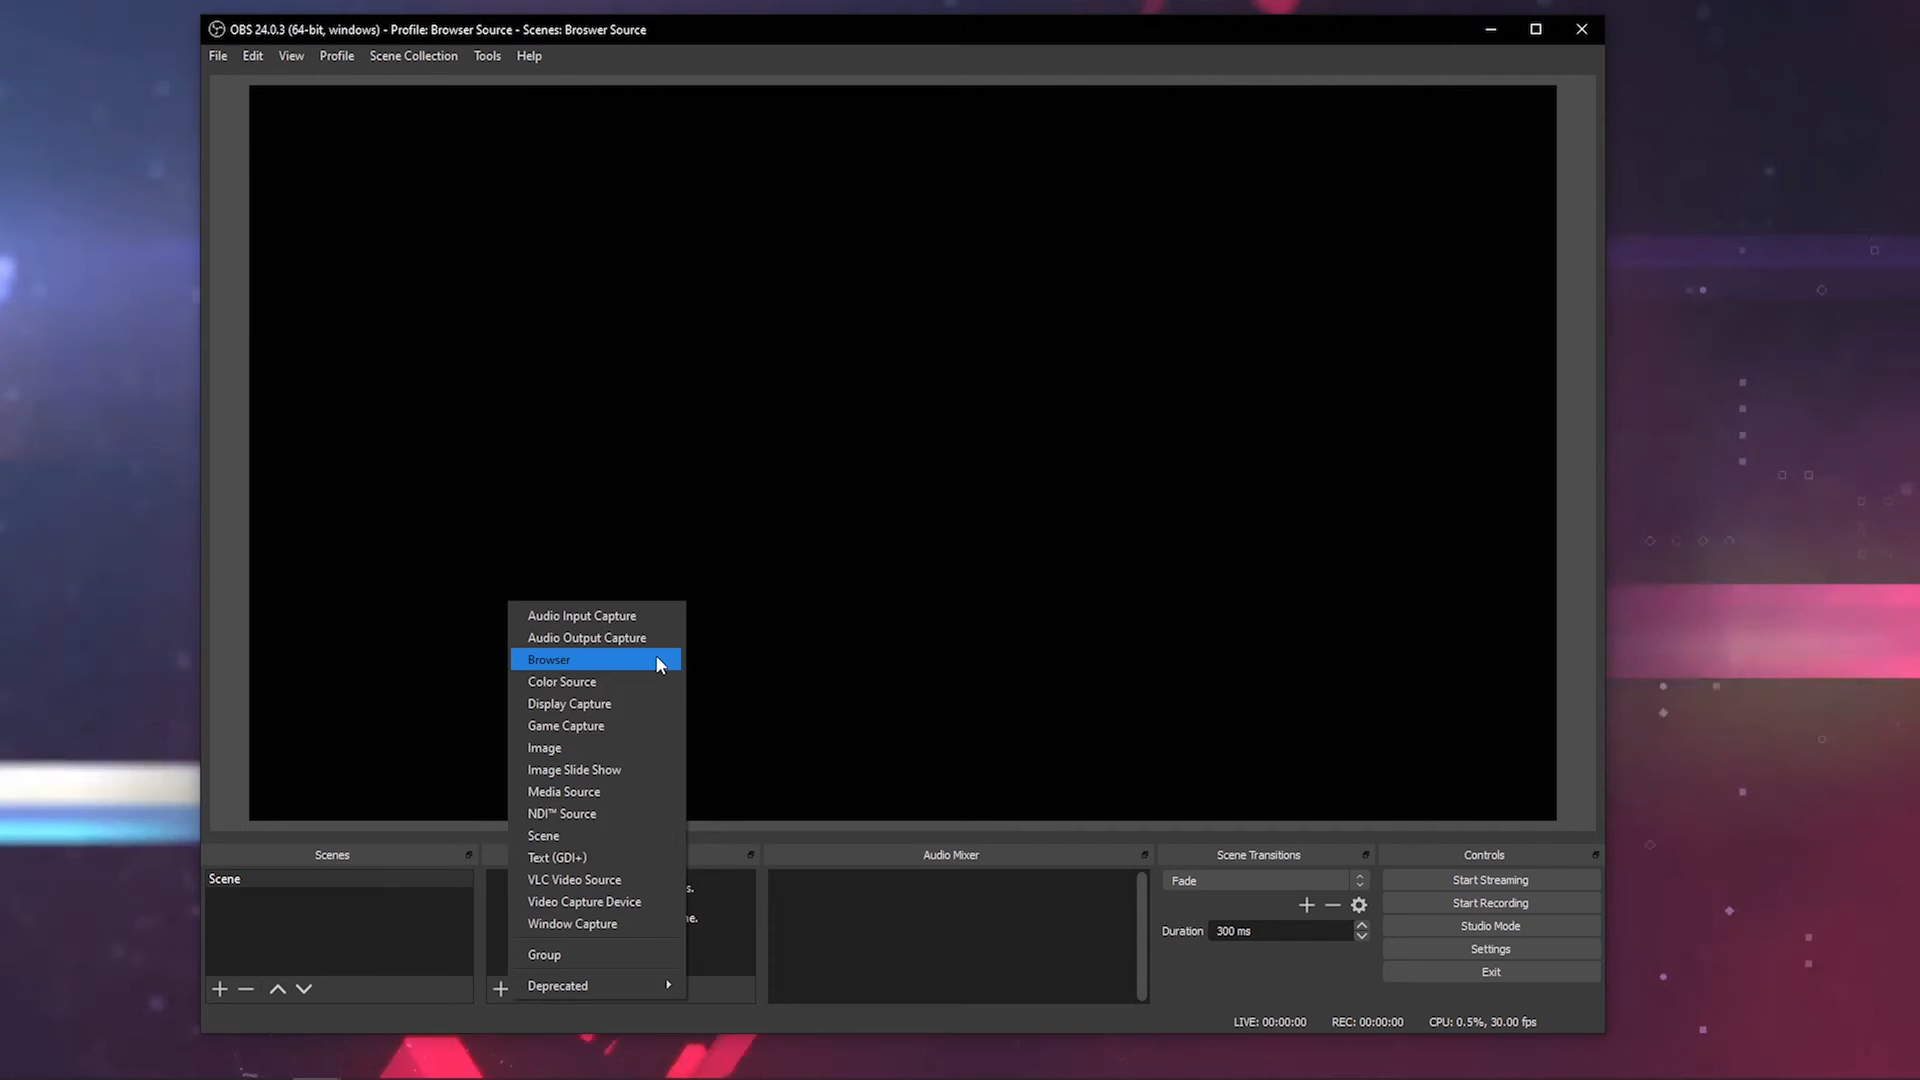 OBS 24.0.3 (64-bit, windows) - Profile: Browser Source - Scenes: Broswer Source
File Edit View Profile Scene Collection Tools Help
Audio Input Capture
Audio Output Capture
Browser
Color Source
Display Capture
Game Capture
Image
Image Slide Show
Media Source
NDI™ Source
Scene
Text (GDI+)
VLC Video Source
Video Capture Device
Window Capture
Group
Deprecated
Scenes
Scene
s.
ne.
Audio Mixer
Scene Transitions
Fade
Duration 300 ms
Controls
Start Streaming
Start Recording
Studio Mode
Settings
Exit
LIVE: 00:00:00 REC: 00:00:00 CPU: 0.5%, 30.00 fps